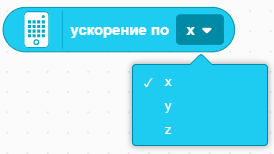 ускорение по x
x
y
z